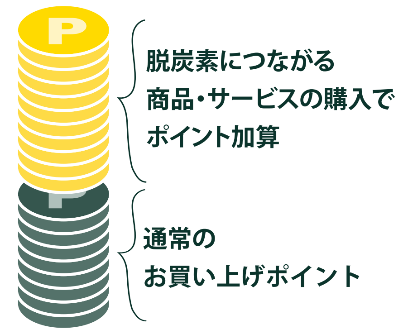 P
脱炭素につながる
商品・サービスの購入で
ポイント加算
P
通常の
お買い上げポイント